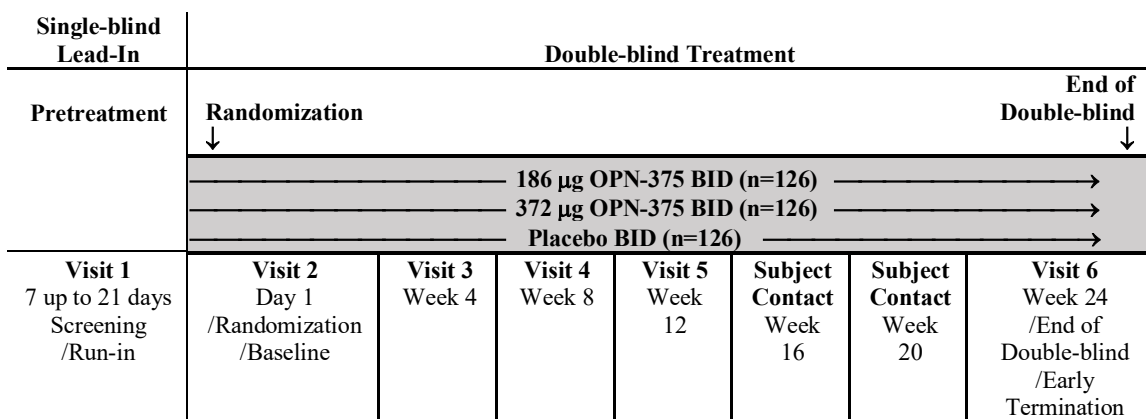 Single-blind
Lead-In
Double-blind Treatment
Pretreatment
Randomization
↓
End of
Double-blind
↓
186 μg OPN-375 BID (n=126)
372 μg OPN-375 BID (n=126)
Placebo BID (n=126)
Visit 1
7 up to 21 days
Screening
/Run-in
Visit 2
Day 1
/Randomization
/Baseline
Visit 3
Week 4
Visit 4
Week 8
Visit 5
Week
12
Subject
Contact
Week
16
Subject
Contact
Week
20
Visit 6
Week 24
/End of
Double-blind
/Early
Termination